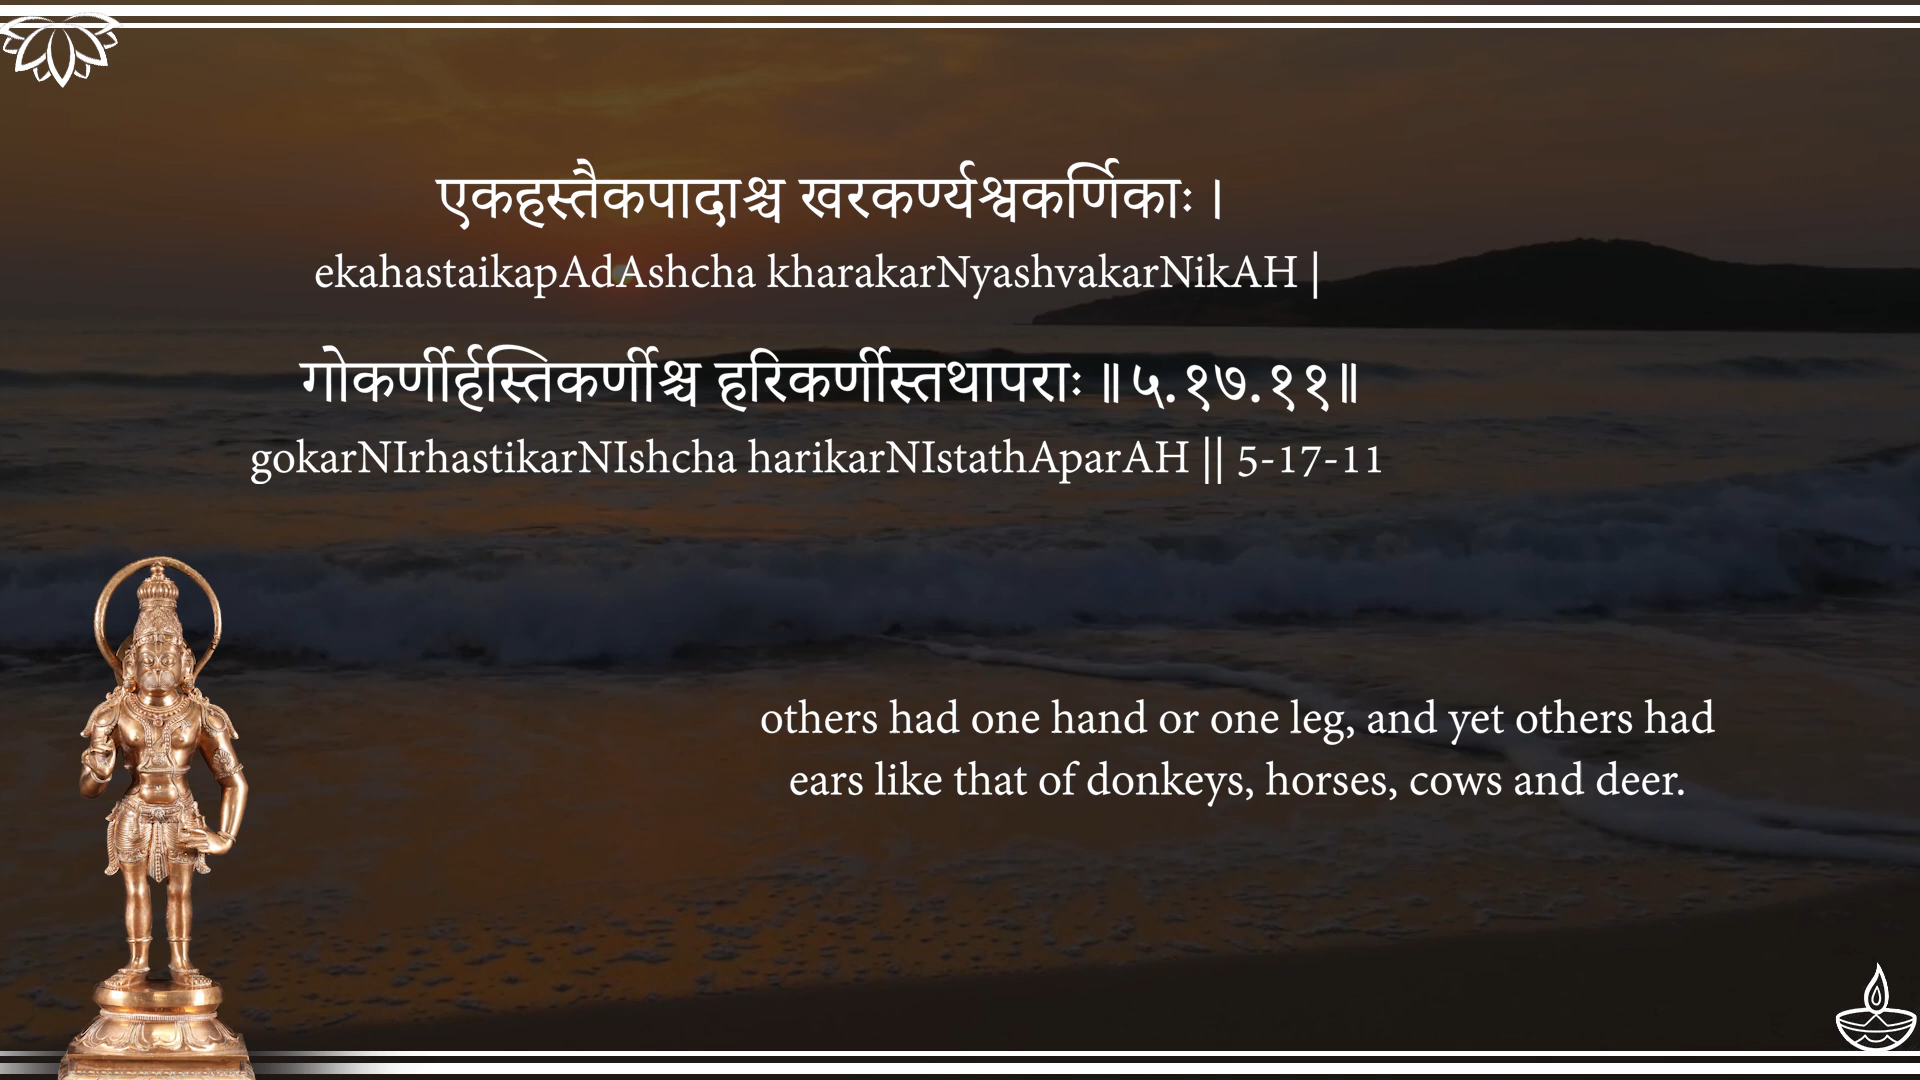 एकहस्तैकपादाश्च खरकर्ण्यश्वकर्णिकाः ।
ekahastaikapAdAshcha kharakarNyashvakarNikAH |
गोकर्णीर्हस्तिकर्णीश्च हरिकर्णीस्तथापराः ॥५.१७.११॥
gokarNIrhastikarNIshcha harikarNIstathAparAH || 5-17-11
others had one hand or one leg, and yet others had
ears like that of donkeys, horses, cows and deer.